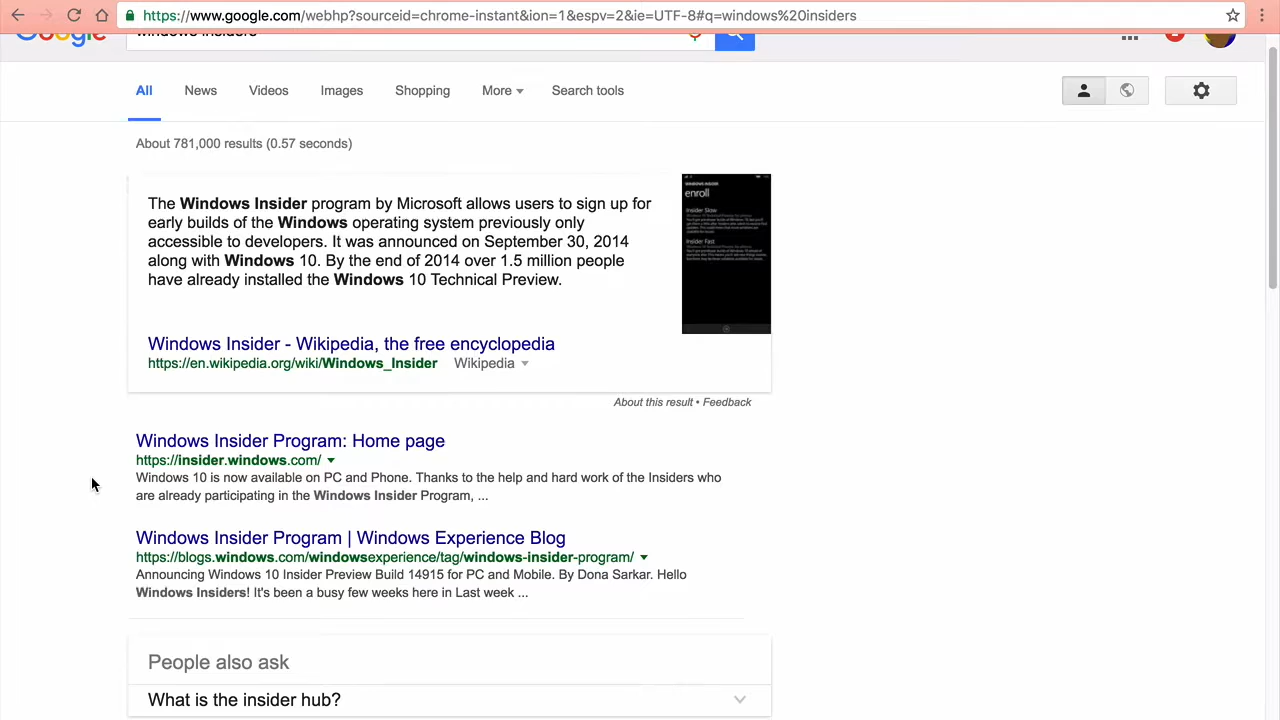 https://www.google.com/webhp?sourceid=chrome-instant&ion=1&espv=2&ie=UTF-8#q=windows%20insiders
Google windows insiders
All News Videos Images Shopping More Search tools
About 781,000 results (0.57 seconds)
The Windows Insider program by Microsoft allows users to sign up for
early builds of the Windows operating system previously only
accessible to developers. It was announced on September 30, 2014
along with Windows 10. By the end of 2014 over 1.5 million people
have already installed the Windows 10 Technical Preview.
WINDOWS INSIDER
enroll
Insider Slow
Insider Fast
Windows Insider - Wikipedia, the free encyclopedia
https://en.wikipedia.org/wiki/Windows_Insider Wikipedia
About this result • Feedback
Windows Insider Program: Home page
https://insider.windows.com/
Windows 10 is now available on PC and Phone. Thanks to the help and hard work of the Insiders who
are already participating in the Windows Insider Program, ...
Windows Insider Program | Windows Experience Blog
https://blogs.windows.com/windowsexperience/tag/windows-insider-program/
Announcing Windows 10 Insider Preview Build 14915 for PC and Mobile. By Dona Sarkar. Hello
Windows Insiders! It's been a busy few weeks here in Last week ...
People also ask
What is the insider hub?